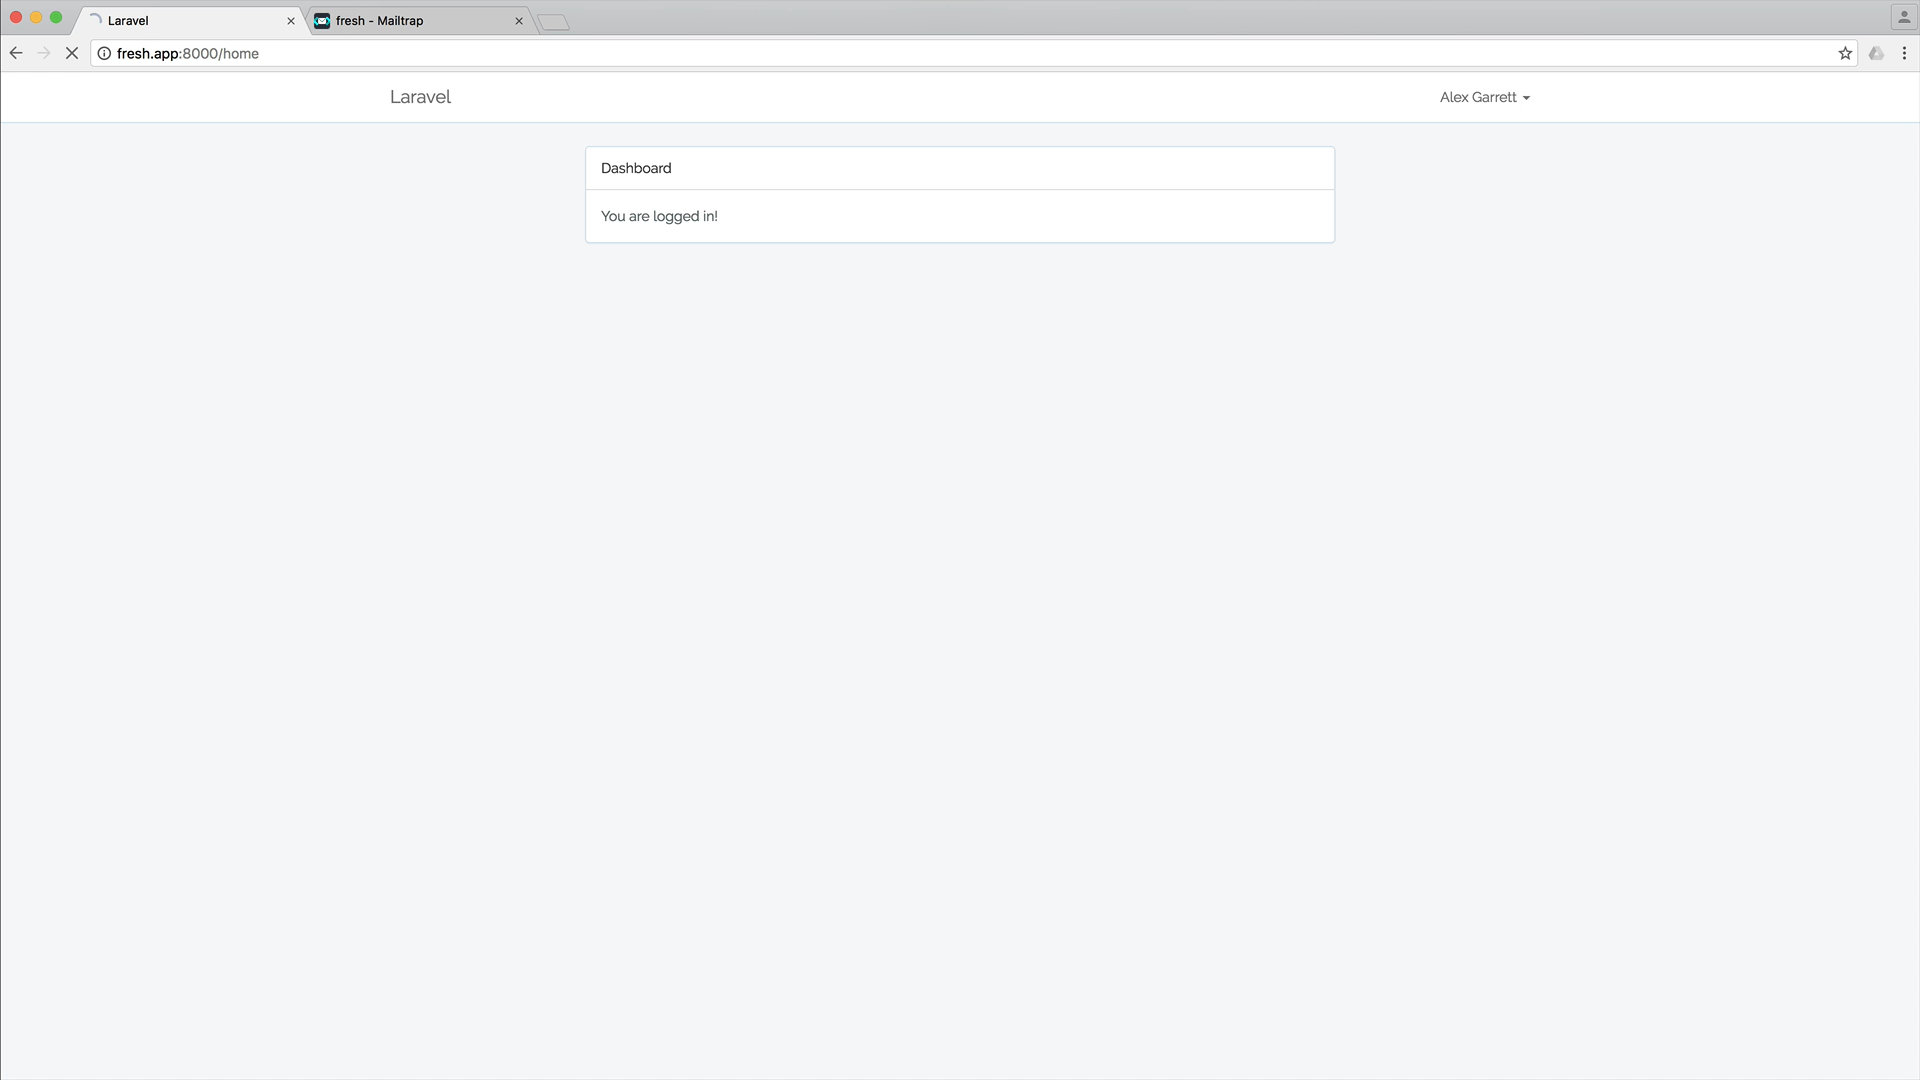 Laravel
fresh - Mailtrap
fresh.app:8000/home
Laravel
Alex Garrett
Dashboard
You are logged in!